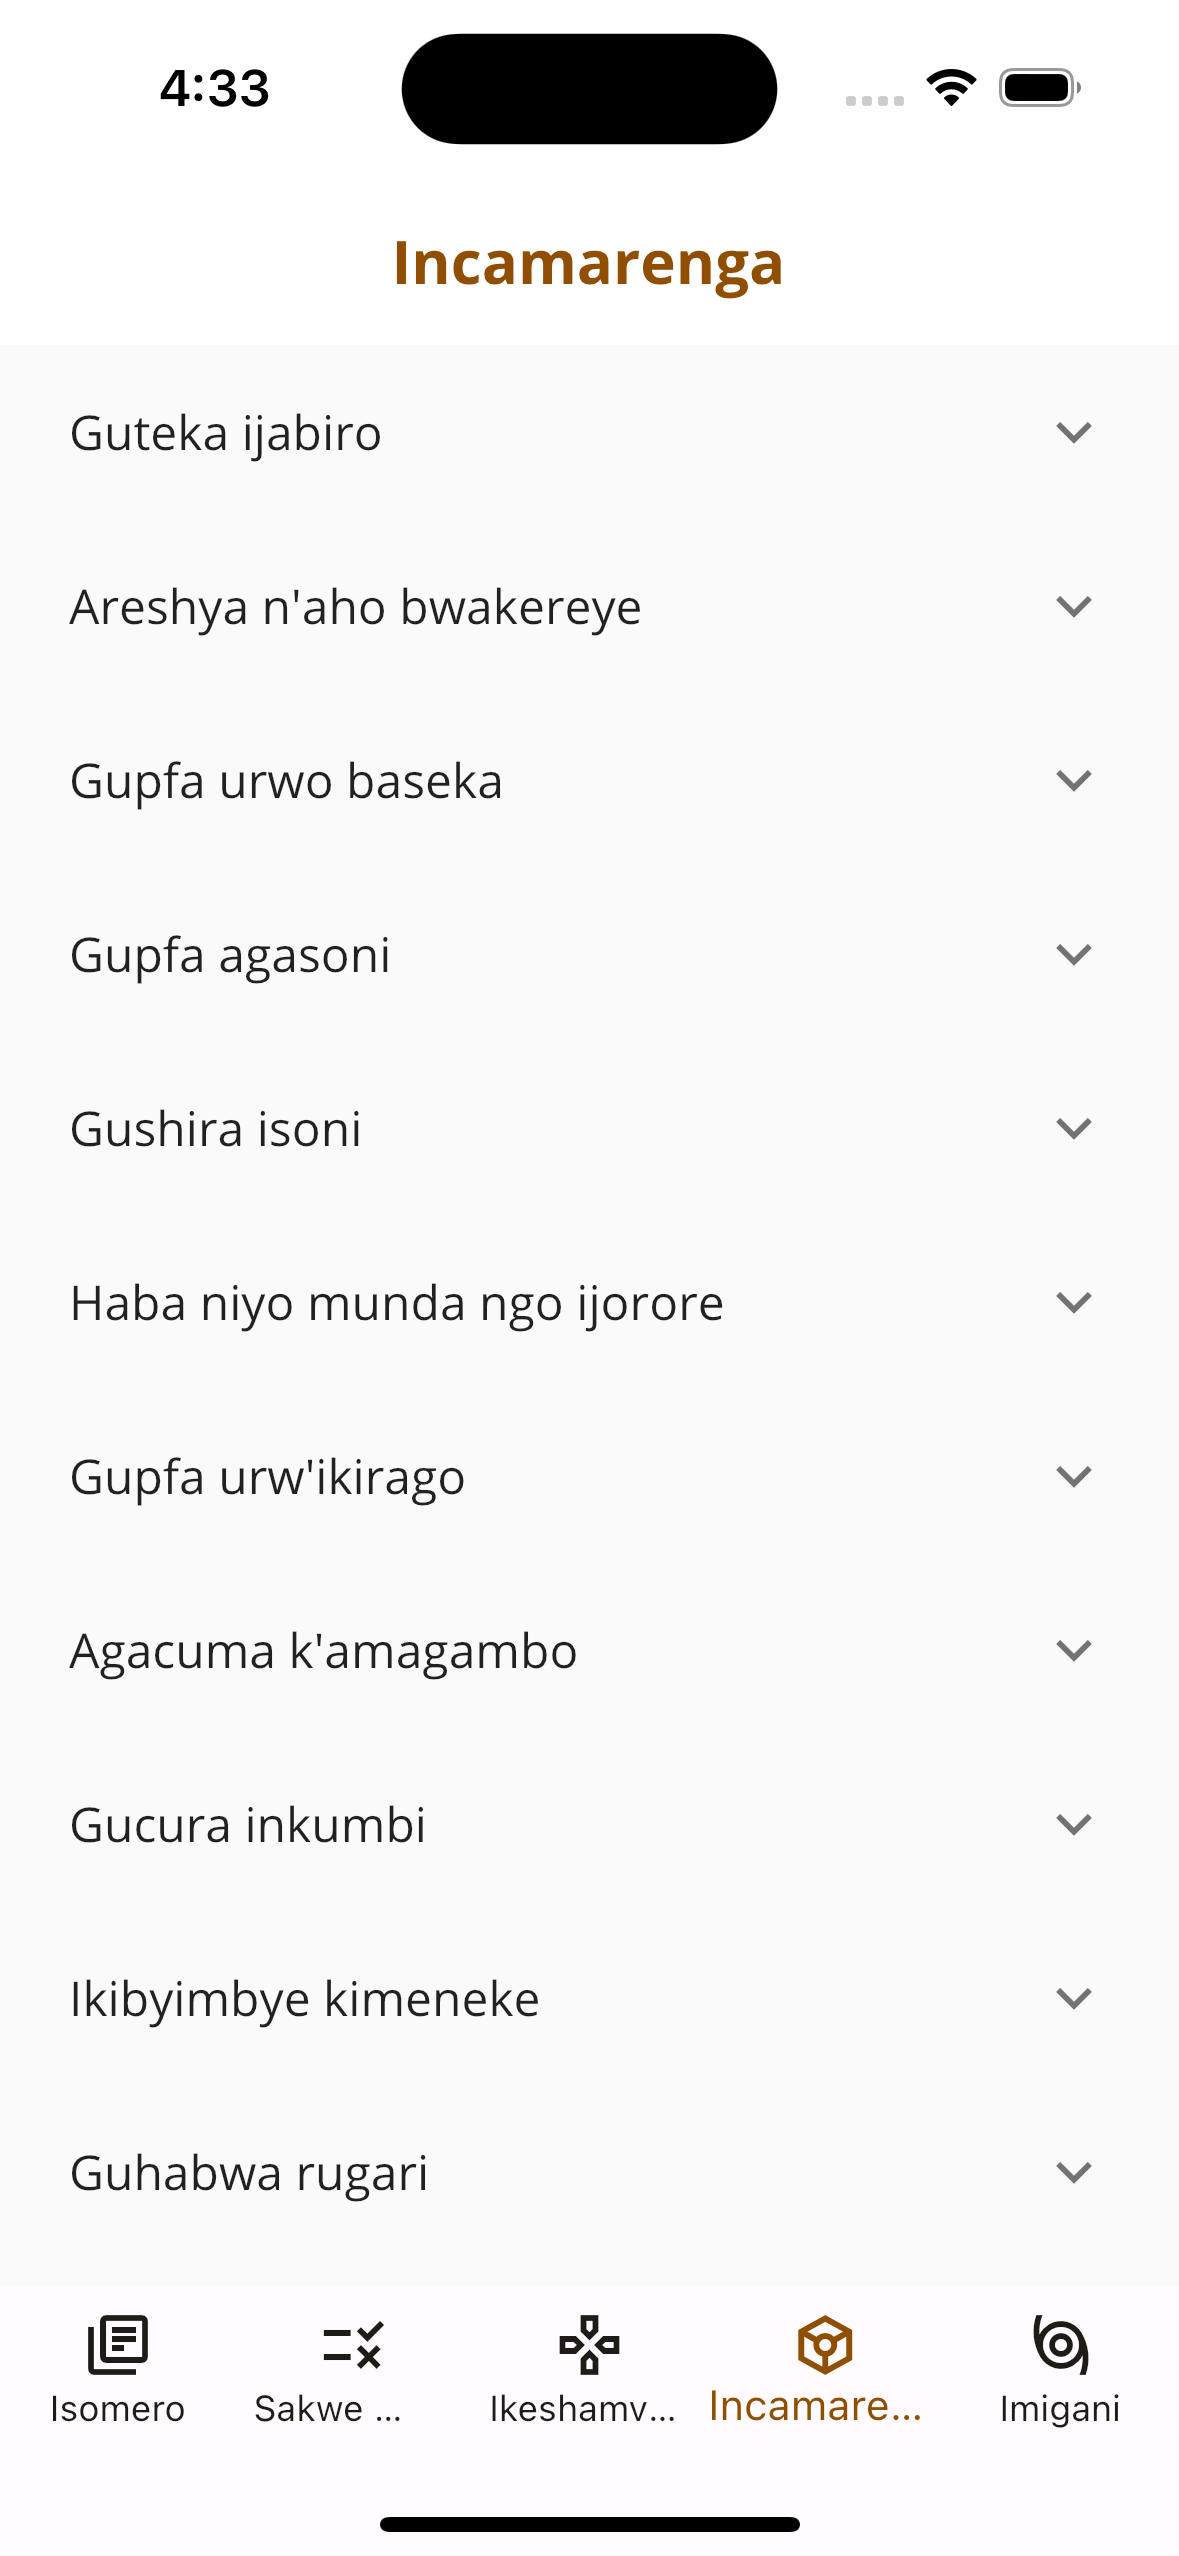 4:33
Incamarenga
Guteka ijabiro
Areshya n'aho bwakereye
Gupfa urwo baseka
Gupfa agasoni
Gushira isoni
Haba niyo munda ngo ijorore
Gupfa urw'ikirago
Agacuma k'amagambo
Gucura inkumbi
Ikibyimbye kimeneke
Guhabwa rugari
Isomero
Sakwe ...
Ikeshamv...
Incamare...
Imigani